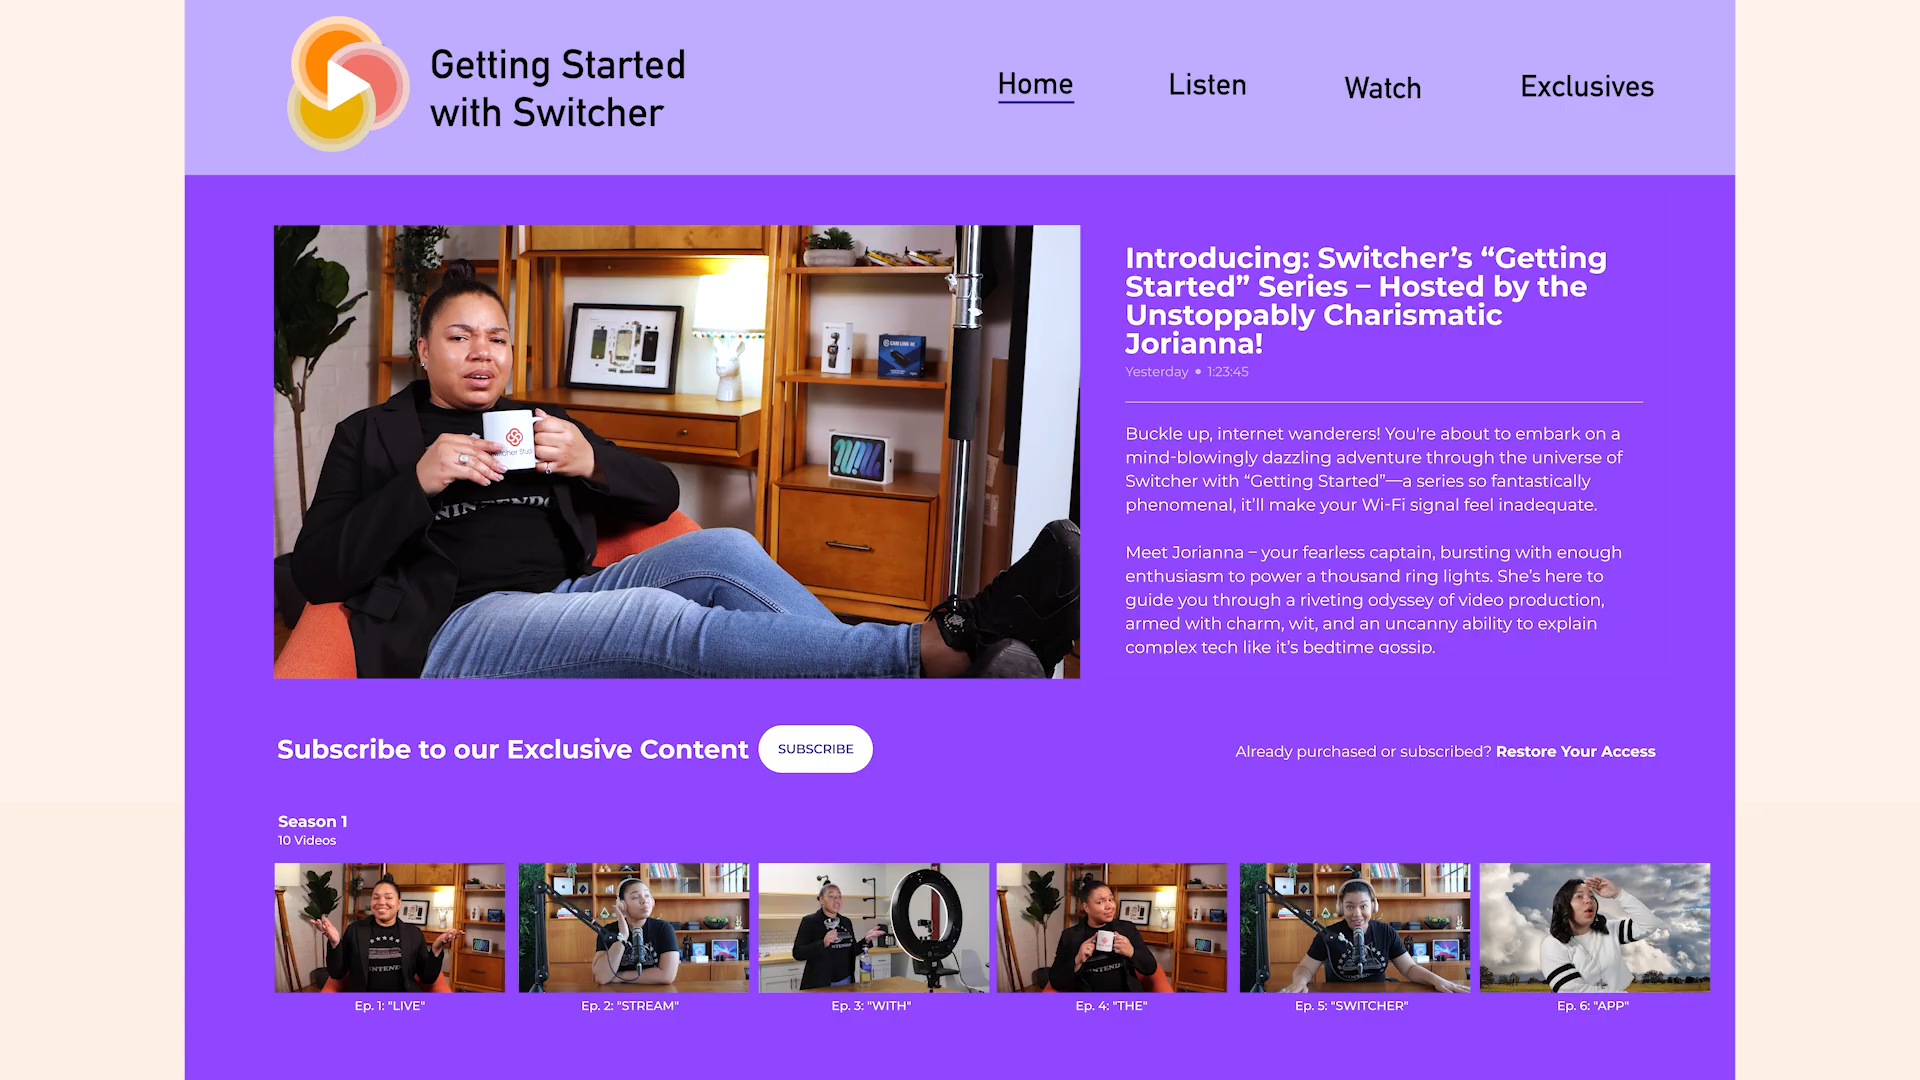 Getting Started
with Switcher
Home
Listen
Watch
Exclusives
Introducing: Switcher’s “Getting
Started” Series – Hosted by the
Unstoppably Charismatic
Jorianna!
Yesterday • 1:23:45
Buckle up, internet wanderers! You're about to embark on a
mind-blowingly dazzling adventure through the universe of
Switcher with “Getting Started”—a series so fantastically
phenomenal, it’ll make your Wi-Fi signal feel inadequate.
Meet Jorianna – your fearless captain, bursting with enough
enthusiasm to power a thousand ring lights. She’s here to
guide you through a riveting odyssey of video production,
armed with charm, wit, and an uncanny ability to explain
complex tech like it’s bedtime gossip.
CAM LINK 4K
NINTENDO
Subscribe to our Exclusive Content
SUBSCRIBE
Already purchased or subscribed? Restore Your Access
Season 1
10 Videos
Ep. 1: "LIVE"
Ep. 2: "STREAM"
Ep. 3: "WITH"
Ep. 4: "THE"
Ep. 5: "SWITCHER"
Ep. 6: "APP"